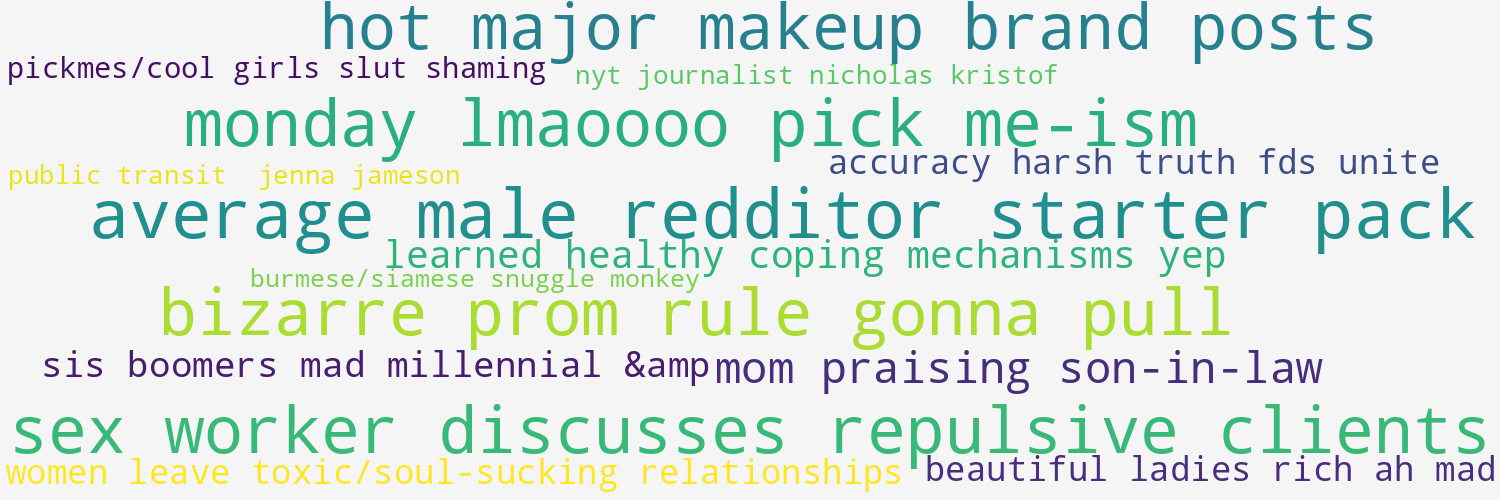 hot major makeup brand posts
pickmes/cool girls slut shaming
nyt journalist nicholas kristof
monday lmaoooo pick me-ism
accuracy harsh truth fds unite
public transit  jenna jameson
average male redditor starter pack
learned healthy coping mechanisms yep
burmese/siamese snuggle monkey
bizarre prom rule gonna pull
sis boomers mad millennial &amp
mom praising son-in-law
sex worker discusses repulsive clients
women leave toxic/soul-sucking relationships
beautiful ladies rich ah mad